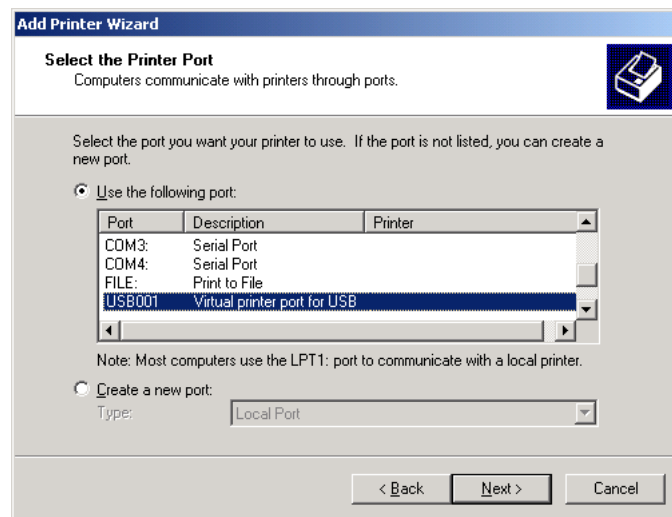 Add Printer Wizard
Select the Printer Port
Computers communicate with printers through ports.
Select the port you want your printer to use. If the port is not listed, you can create a
new port.
Use the following port:
Port Description Printer
COM3: Serial Port
COM4: Serial Port
FILE: Print to File
USB001 Virtual printer port for USB
Note: Most computers use the LPT1: port to communicate with a local printer.
Create a new port:
Type: Local Port
< Back Next > Cancel